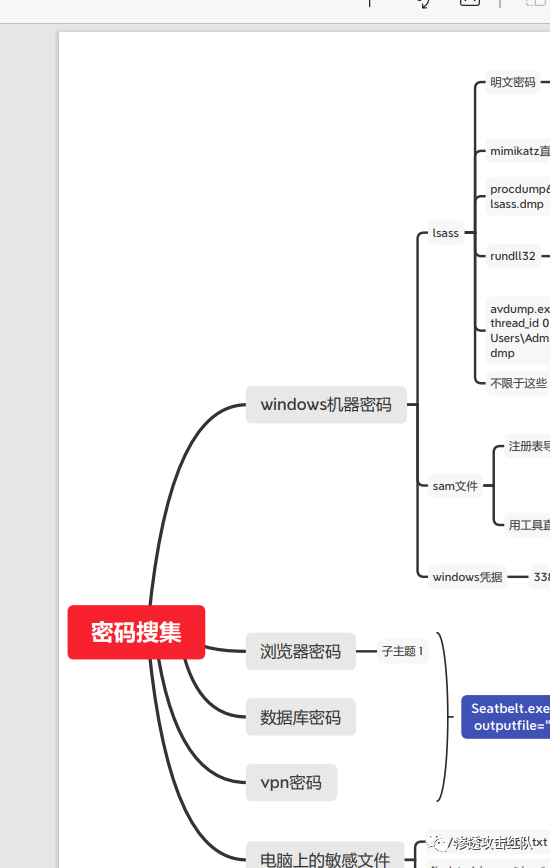 明文密码
mimikatz直
procdump6
lsass.dmp
lsass
rundll32
avdump.ex
thread_id 0
Users\Adm
dmp
不限于这些
windows机器密码
注册表导
sam文件
用工具直
windows凭据
338
密码搜集
浏览器密码
子主题 1
Seatbelt.exe
outputfile="
数据库密码
vpn密码
渗透攻击红队
txt
电脑上的敏感文件